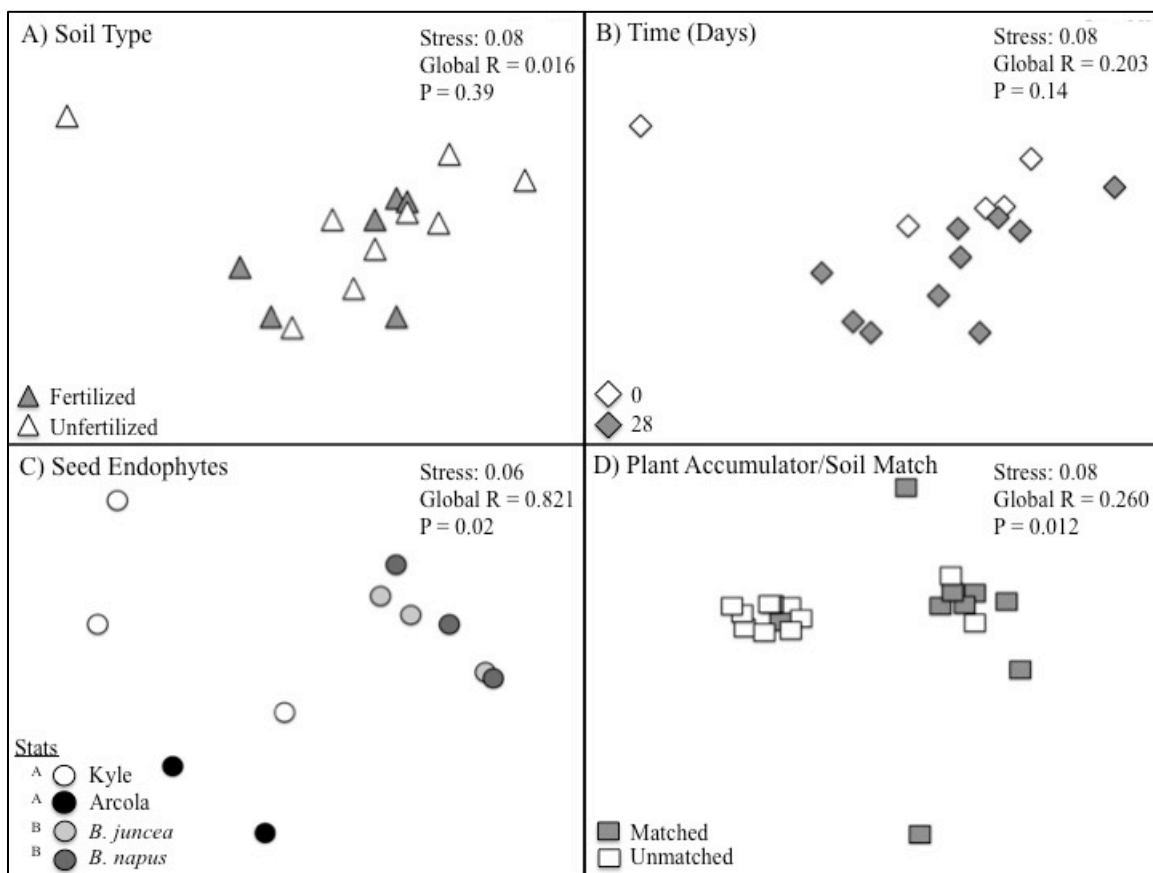 A) Soil Type
Stress: 0.08
Global R = 0.016
P = 0.39
Fertilized
Unfertilized
B) Time (Days)
Stress: 0.08
Global R = 0.203
P = 0.14
0
28
C) Seed Endophytes
Stress: 0.06
Global R = 0.821
P = 0.02
Stats
A Kyle
A Arcola
B B. juncea
B B. napus
D) Plant Accumulator/Soil Match
Stress: 0.08
Global R = 0.260
P = 0.012
Matched
Unmatched